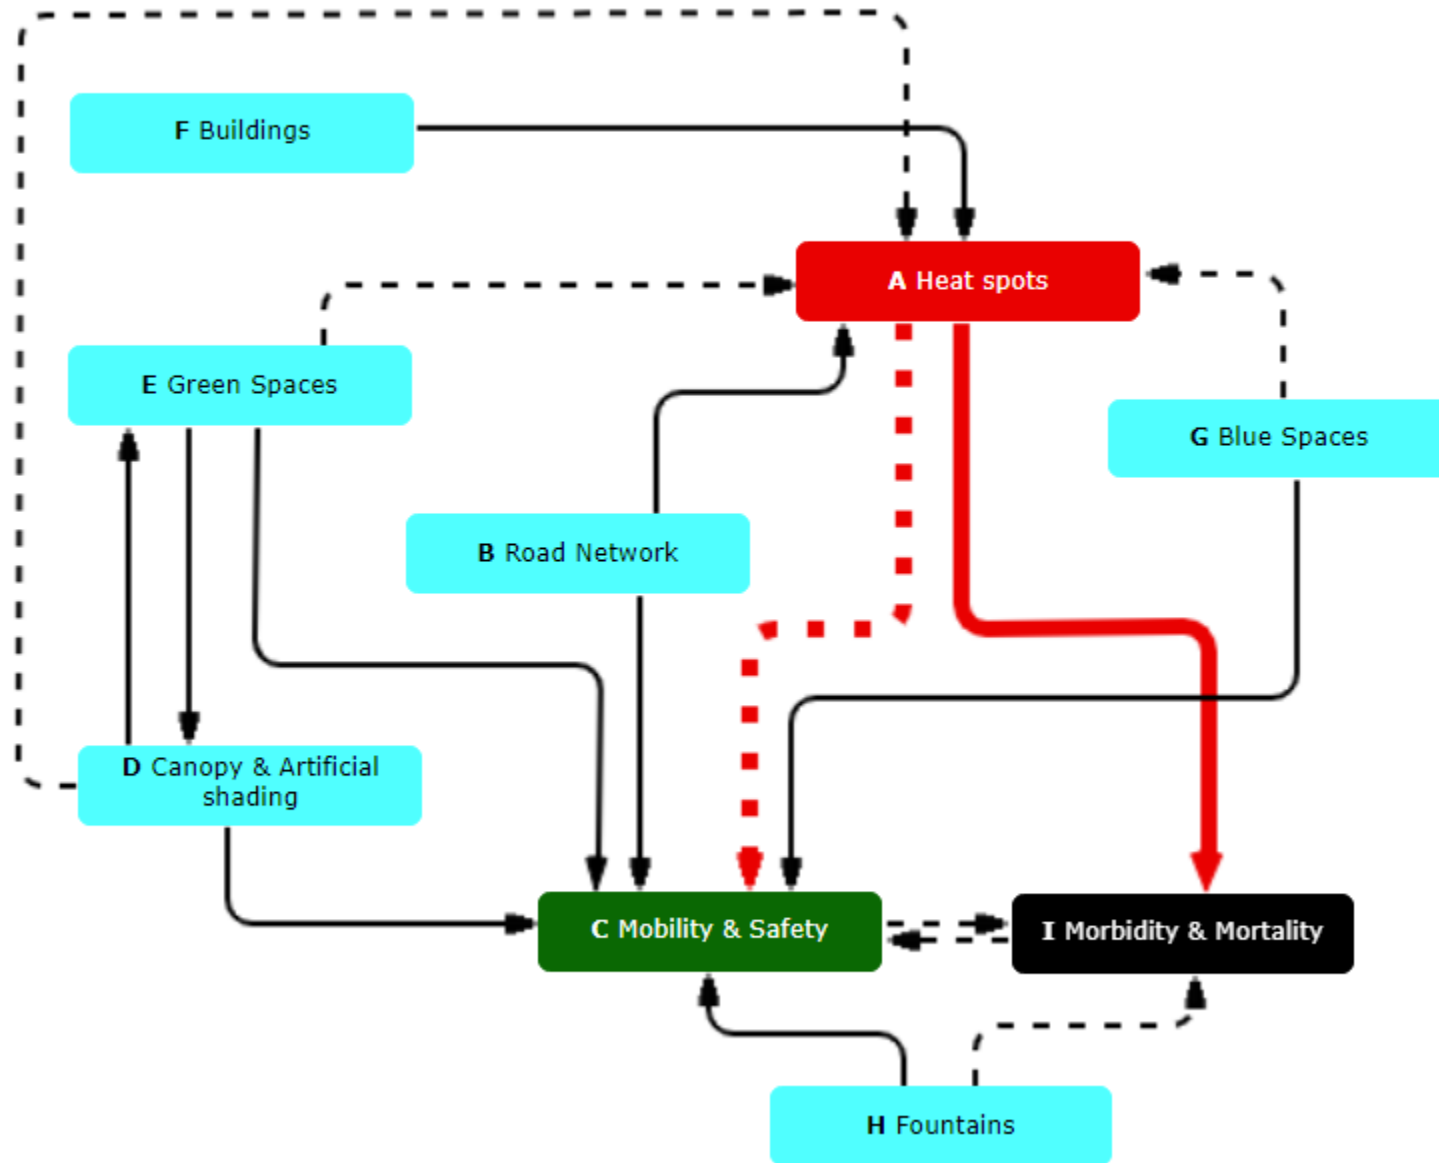 F Buildings
A Heat spots
E Green Spaces
G Blue Spaces
B Road Network
D Canopy & Artificial
shading
C Mobility & Safety
I Morbidity & Mortality
H Fountains